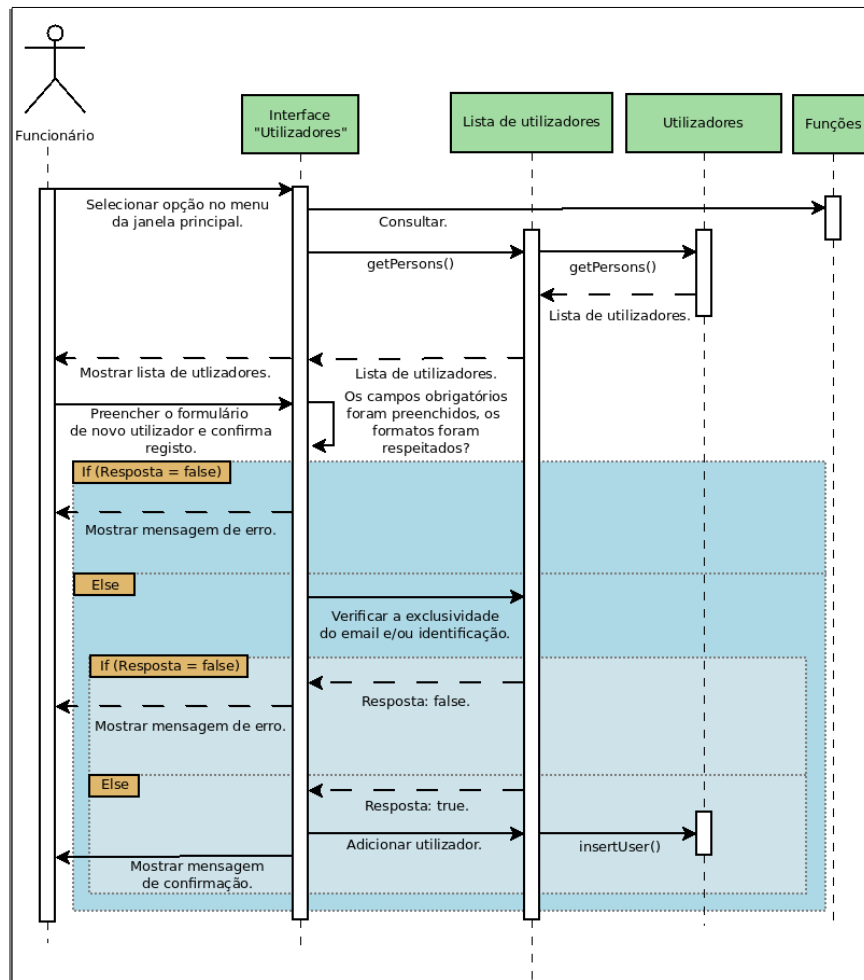 Funcionário
Interface
"Utilizadores"
Lista de utilizadores
Utilizadores
Funções
Selecionar opção no menu
da janela principal.
Consultar.
getPersons()
getPersons()
Lista de utilizadores.
Mostrar lista de utlizadores.
Lista de utilizadores.
Preencher o formulário
de novo utilizador e confirma
registo.
Os campos obrigatórios
foram preenchidos, os
formatos foram
respeitados?
If (Resposta = false)
Mostrar mensagem de erro.
Else
Verificar a exclusividade
do email e/ou identificação.
If (Resposta = false)
Resposta: false.
Mostrar mensagem de erro.
Else
Resposta: true.
Adicionar utilizador.
insertUser()
Mostrar mensagem
de confirmação.